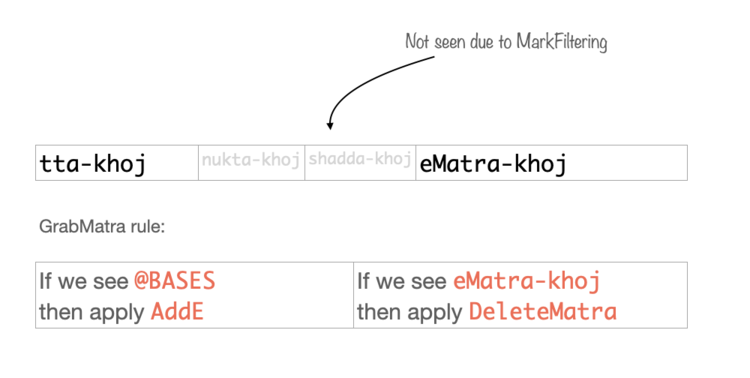 Not seen due to MarkFiltering
tta-khoj nukta-khoj shadda-khoj eMatra-khoj
GrabMatra rule:
If we see @BASES
then apply AddE
If we see eMatra-khoj
then apply DeleteMatra